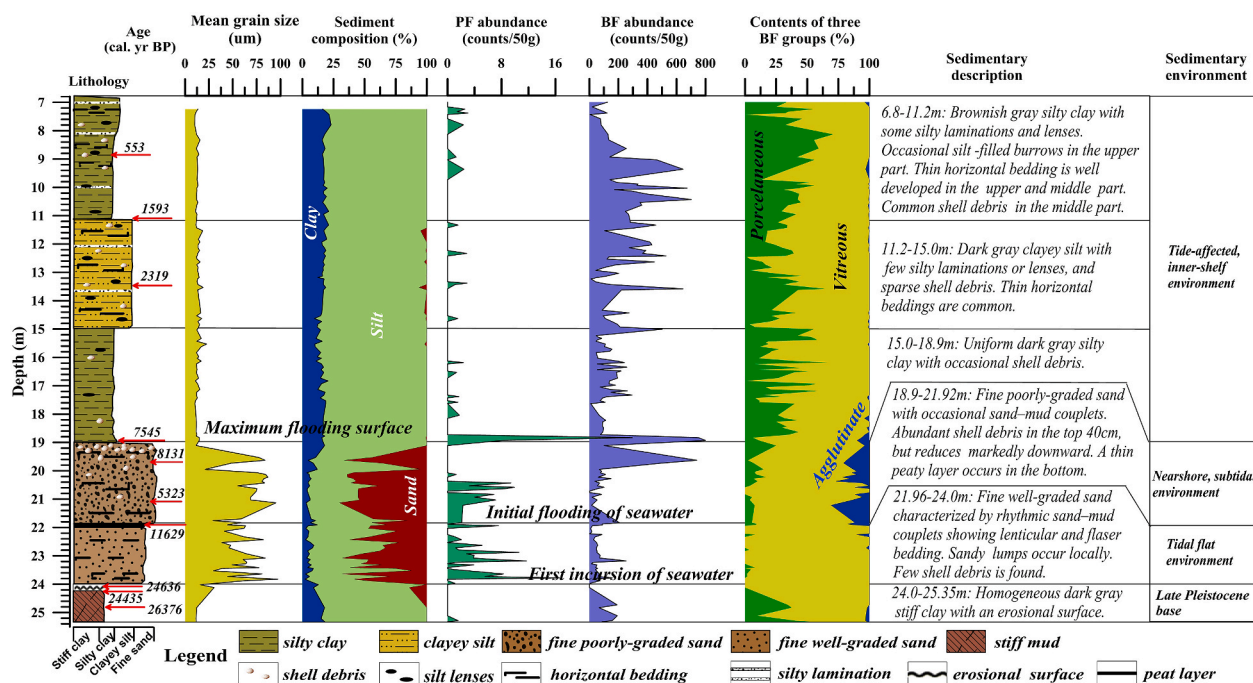 Age
(cal. yr BP)
Mean grain size
(um)
Sediment
composition (%)
PF abundance
(counts/50g)
BF abundance
(counts/50g)
Contents of three
BF groups (%)
Sedimentary
description
Sedimentary
environment
Lithology
0 25 50 75 100
0 25 50 75 100
0 8 16
0 200 400 600 800
0 25 50 75 100
Depth (m)
7
8
9
10
11
12
13
14
15
16
17
18
19
20
21
22
23
24
25
553
1593
2319
7545
8131
5323
11629
24636
24435
26376
Clay
Silt
Sand
Porcelaneous
Vitreous
Agglutinate
Maximum flooding surface
Initial flooding of seawater
First incursion of seawater
6.8-11.2m: Brownish gray silty clay with
some silty laminations and lenses.
Occasional silt -filled burrows in the upper
part. Thin horizontal bedding is well
developed in the upper and middle part.
Common shell debris in the middle part.
11.2-15.0m: Dark gray clayey silt with
few silty laminations or lenses, and
sparse shell debris. Thin horizontal
beddings are common.
15.0-18.9m: Uniform dark gray silty
clay with occasional shell debris.
18.9-21.92m: Fine poorly-graded sand
with occasional sand–mud couplets.
Abundant shell debris in the top 40cm,
but reduces markedly downward. A thin
peaty layer occurs in the bottom.
21.96-24.0m: Fine well-graded sand
characterized by rhythmic sand–mud
couplets showing lenticular and flaser
bedding. Sandy lumps occur locally.
Few shell debris is found.
24.0-25.35m: Homogeneous dark gray
stiff clay with an erosional surface.
Tide-affected,
inner-shelf
environment
Nearshore, subtida
environment
Tidal flat
environment
Late Pleistocene
base
Stiff clay
Silty clay
Clayey silt
Fine sand
Legend
silty clay
clayey silt
fine poorly-graded sand
fine well-graded sand
stiff mud
shell debris
silt lenses
horizontal bedding
silty lamination
erosional surface
peat layer